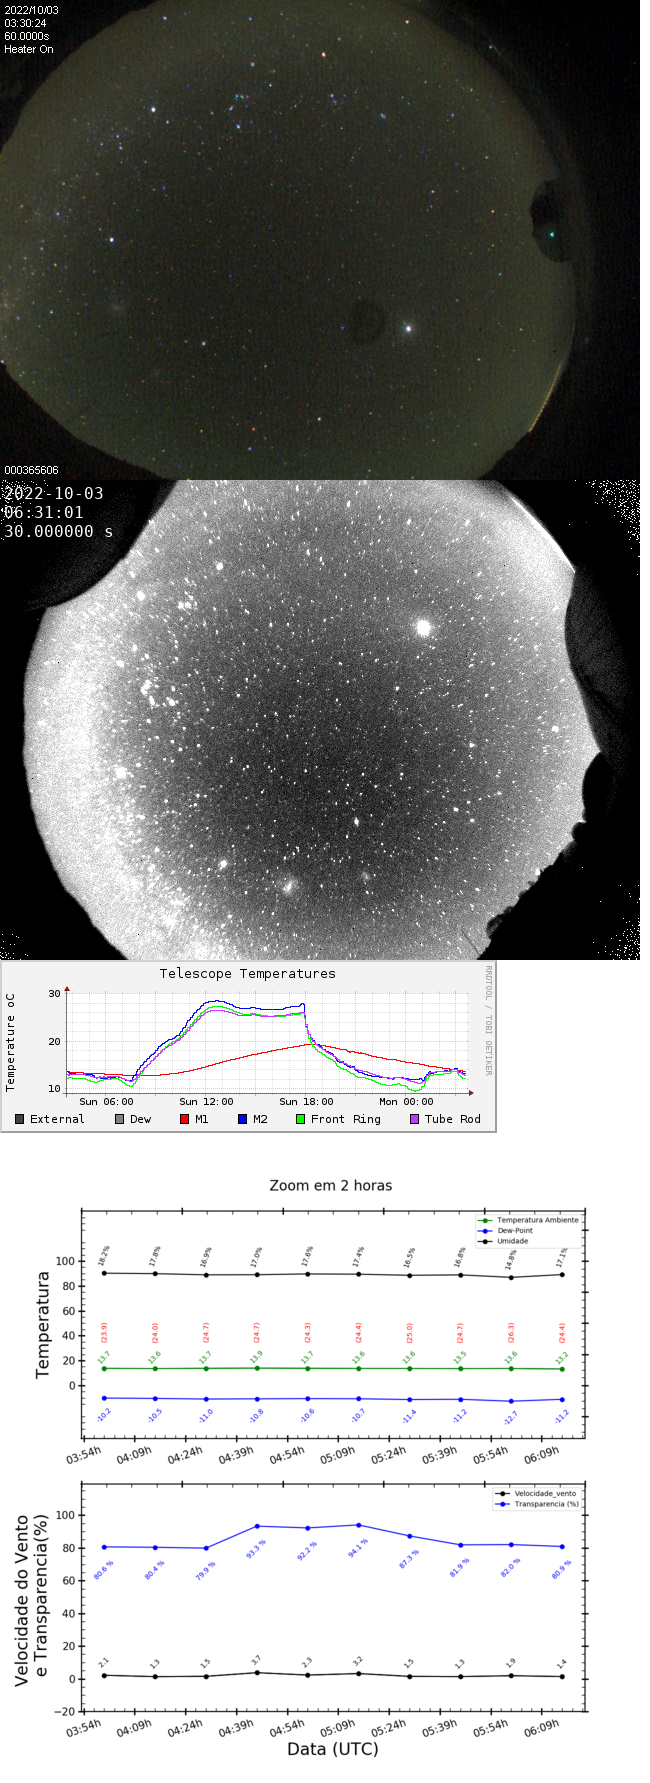 2022/10/03
03:30:24
60.0000s
Heater On
000365606
2022-10-03
06:31:01
30.000000 s
Telescope Temperatures
RRDTOOL / TOBI OETIKER
Temperature oC
30
20
10
Sun 06:00 Sun 12:00 Sun 18:00 Mon 00:00
External Dew M1 M2 Front Ring Tube Rod
Zoom em 2 horas
Temperatura Ambiente
Dew-Point
Umidade
Temperatura
100
80
60
40
20
0
18.2% 17.8% 16.9% 17.0% 17.6% 17.4% 16.5% 16.8% 14.8% 17.1%
(23.9) (24.0) (24.7) (24.7) (24.3) (24.4) (25.0) (24.7) (26.3) (24.4)
13.7 13.6 13.7 13.9 13.7 13.6 13.6 13.5 13.6 13.2
-10.2 -10.5 -11.0 -10.8 -10.6 -10.7 -11.4 -11.2 -12.7 -11.2
03:54h 04:09h 04:24h 04:39h 04:54h 05:09h 05:24h 05:39h 05:54h 06:09h
Velocidade_vento
Transparencia (%)
Velocidade do Vento
e Transparencia(%)
100
80
60
40
20
0
−20
80.6 % 80.4 % 79.9 % 93.3 % 92.2 % 94.1 % 87.3 % 81.9 % 82.0 % 80.9 %
2.1 1.3 1.5 3.7 2.3 3.2 1.5 1.3 1.9 1.4
03:54h 04:09h 04:24h 04:39h 04:54h 05:09h 05:24h 05:39h 05:54h 06:09h
Data (UTC)